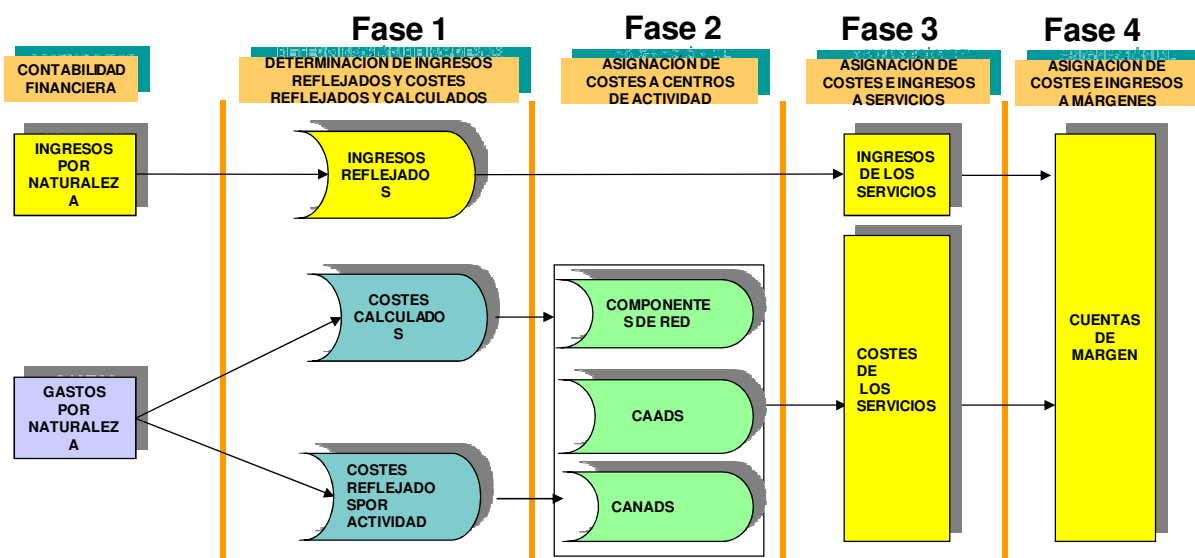 Fase 1
Fase 2
Fase 3
Fase 4
CONTABILIDAD
FINANCIERA
DETERMINACIÓN DE INGRESOS
REFLEJADOS Y COSTES
REFLEJADOS Y CALCULADOS
ASIGNACIÓN DE
COSTES A CENTROS
DE ACTIVIDAD
ASIGNACIÓN DE
COSTES E INGRESOS
A SERVICIOS
ASIGNACIÓN DE
COSTES E INGRESOS
A MÁRGENES
INGRESOS
POR
NATURALEZ
A
INGRESOS
REFLEJADO
S
INGRESOS
DE LOS
SERVICIOS
COSTES
CALCULADO
S
COMPONENTE
S DE RED
CUENTAS
DE
MARGEN
COSTES
DE
LOS
SERVICIOS
GASTOS
POR
NATURALEZ
A
CAADS
COSTES
REFLEJADO
SPOR
ACTIVIDAD
CANADS